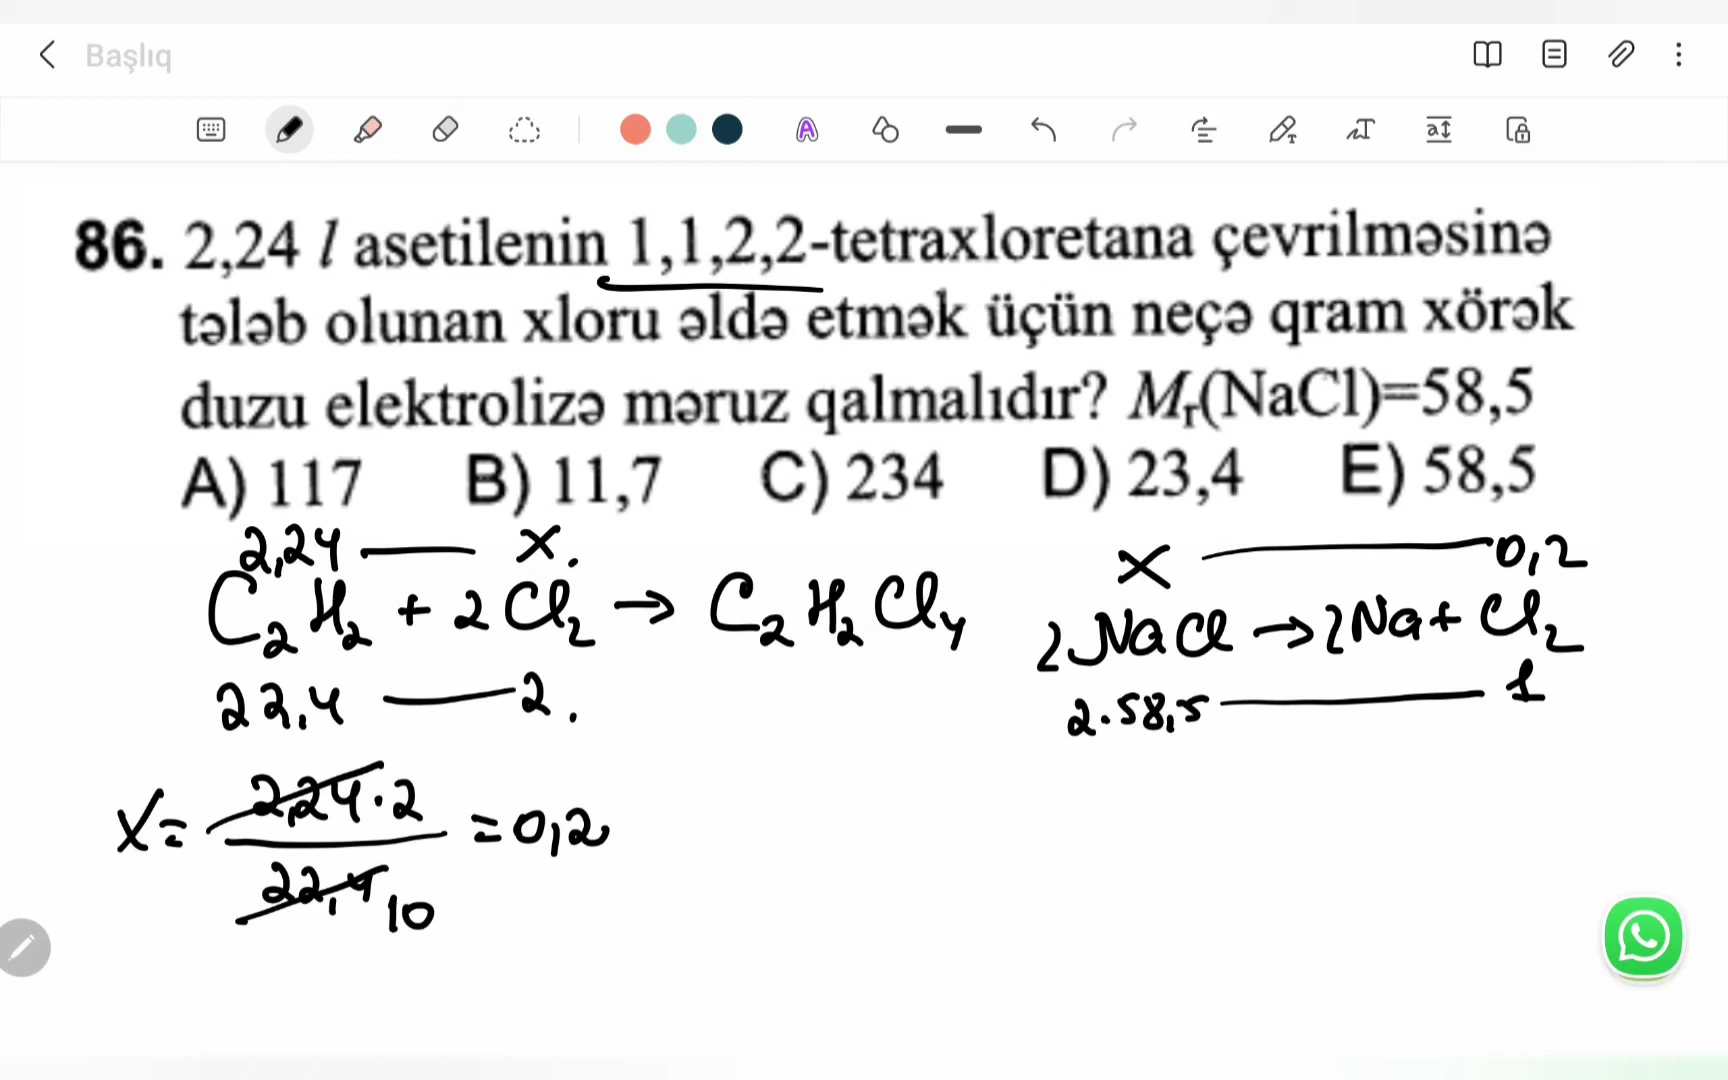 Başlıq
86. 2,24 l asetilenin 1,1,2,2-tetraxloretana çevrilməsinə
tələb olunan xloru əldə etmək üçün neçə qram xörək
duzu elektrolizə məruz qalmalıdır? Mr(NaCl)=58,5
A) 117 B) 11,7 C) 234 D) 23,4 E) 58,5
2,24 — x.
C₂H₂ + 2Cl₂ → C₂H₂Cl₄
22,4 — 2.
x — 0,2
2NaCl → 2Na + Cl₂
2·58,5 — 1
x = 2,24·2 / 22,4 10 = 0,2